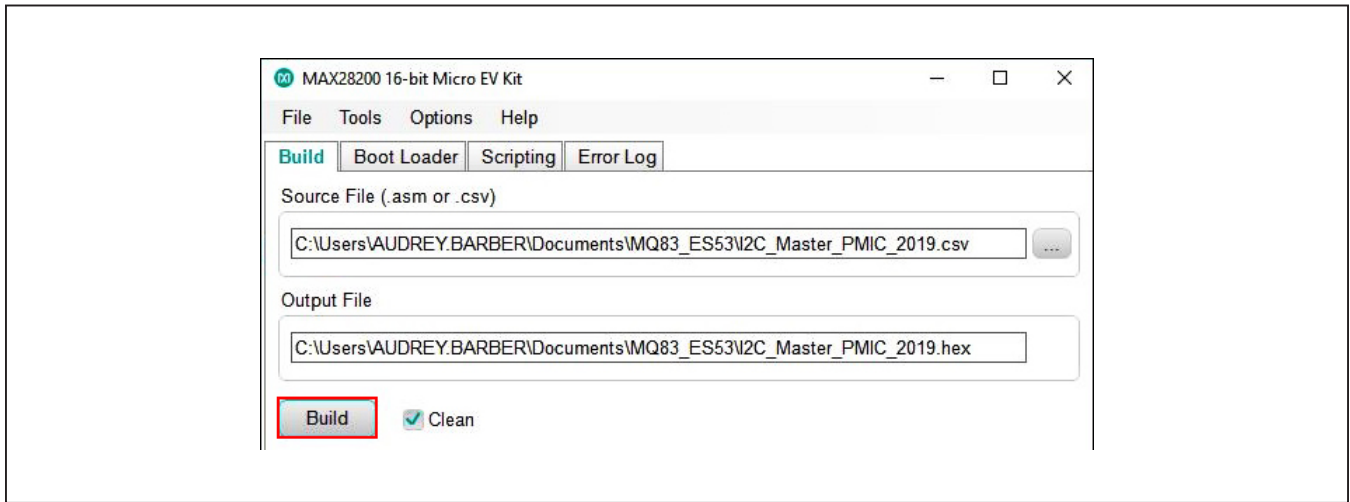 MAX28200 16-bit Micro EV Kit
File Tools Options Help
Build Boot Loader Scripting Error Log
Source File (.asm or .csv)
C:\Users\AUDREY.BARBER\Documents\MQ83_ES53\I2C_Master_PMIC_2019.csv ...
Output File
C:\Users\AUDREY.BARBER\Documents\MQ83_ES53\I2C_Master_PMIC_2019.hex
Build Clean